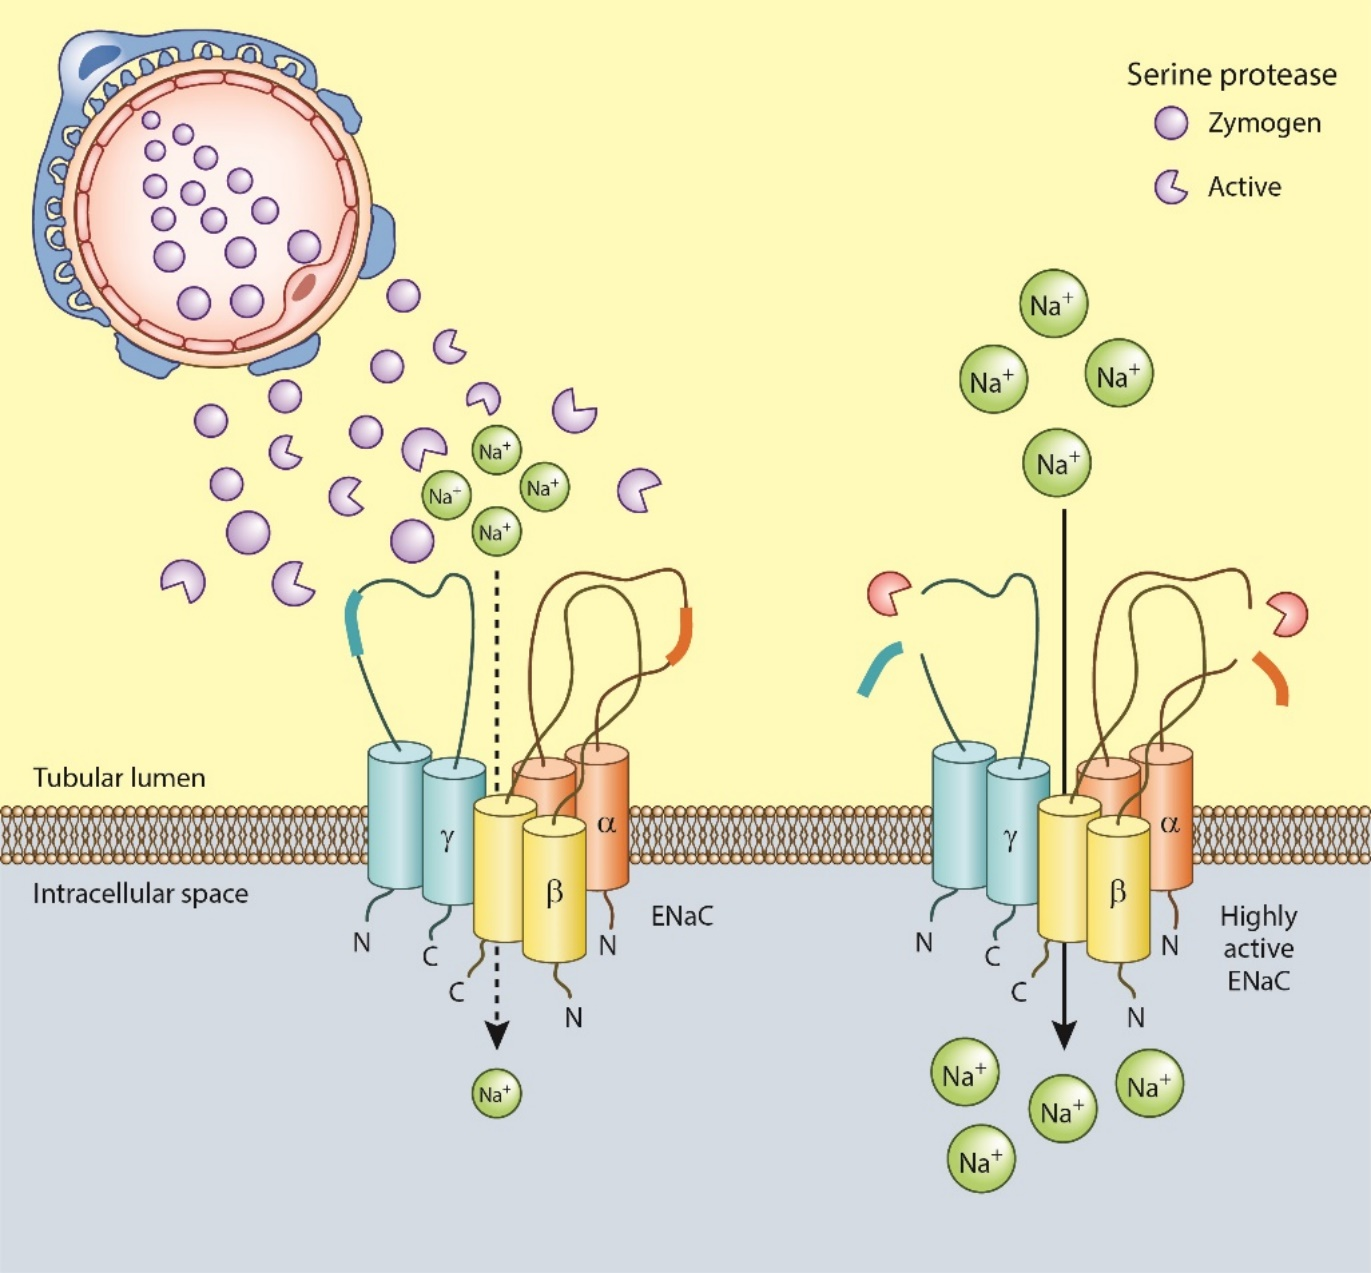 Serine protease
Zymogen
Active
Na⁺
Na⁺
Na⁺
Na⁺
Na⁺
Na⁺
Na⁺
Na⁺
Tubular lumen
Intracellular space
γ
α
β
N
C
C
N
N
ENaC
Na⁺
γ
α
β
N
C
C
N
N
Highly
active
ENaC
Na⁺
Na⁺
Na⁺
Na⁺